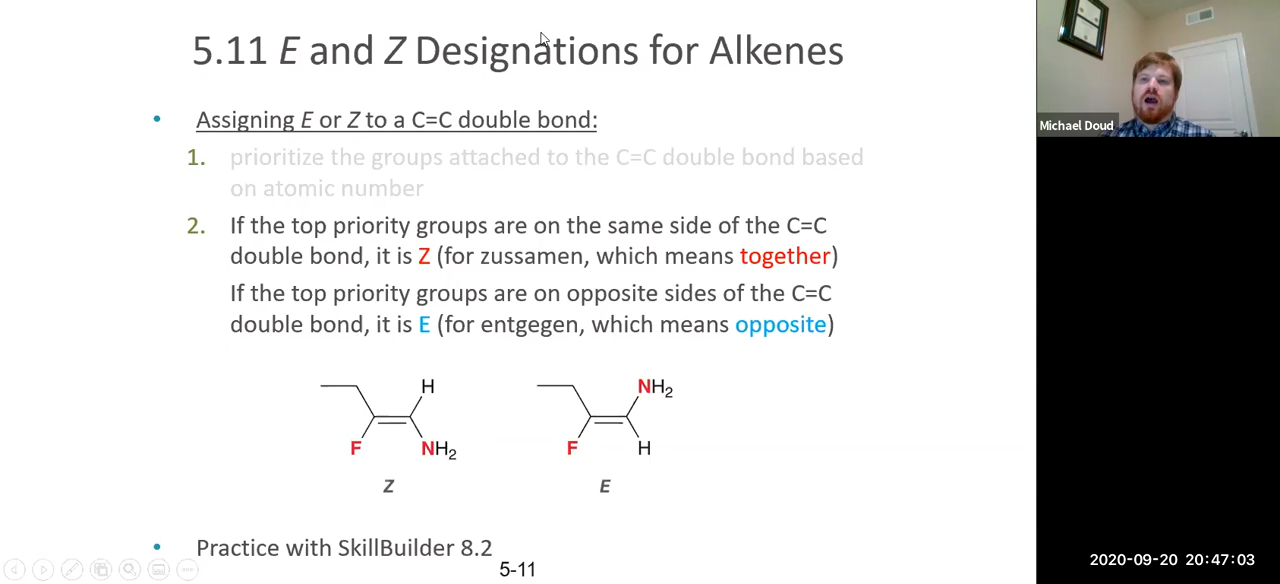 5.11 E and Z Designations for Alkenes
• Assigning E or Z to a C=C double bond:
1. prioritize the groups attached to the C=C double bond based
on atomic number
2. If the top priority groups are on the same side of the C=C
double bond, it is Z (for zussamen, which means together)
If the top priority groups are on opposite sides of the C=C
double bond, it is E (for entgegen, which means opposite)
H
F
NH2
Z
NH2
F
H
E
• Practice with SkillBuilder 8.2
5-11
Michael Doud
2020-09-20 20:47:03